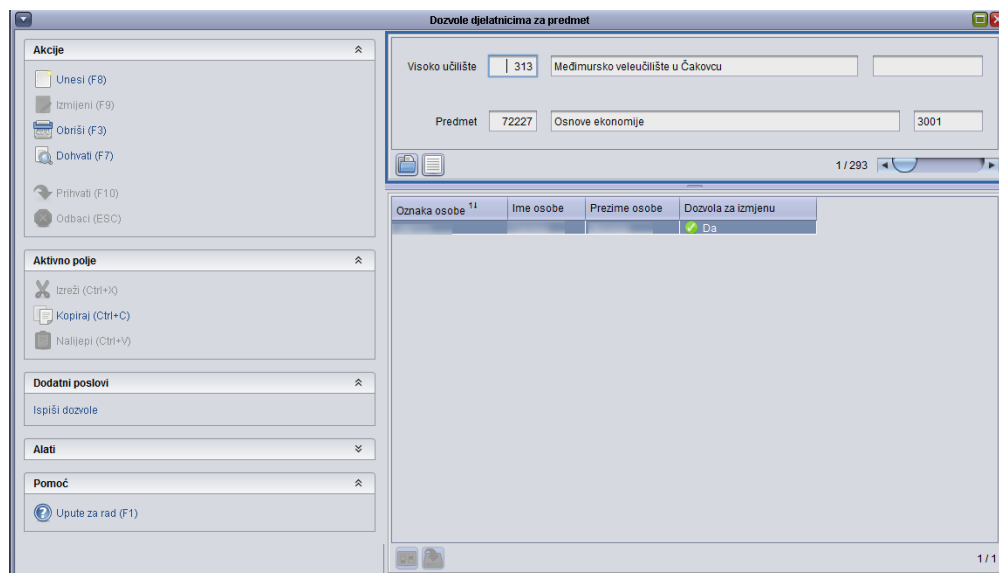 Dozvole djelatnicima za predmet
Akcije
Unesi (F8)
Izmijeni (F9)
Obriši (F3)
Dohvati (F7)
Prihvati (F10)
Odbaci (ESC)
Aktivno polje
Izreži (Ctrl+X)
Kopiraj (Ctrl+C)
Nalijepi (Ctrl+V)
Dodatni poslovi
Ispiši dozvole
Alati
Pomoć
Upute za rad (F1)
Visoko učilište 313 Međimursko veleučilište u Čakovcu
Predmet 72227 Osnove ekonomije 3001
1 / 293
Oznaka osobe ↑1 Ime osobe Prezime osobe Dozvola za izmjenu
Da
1 / 1